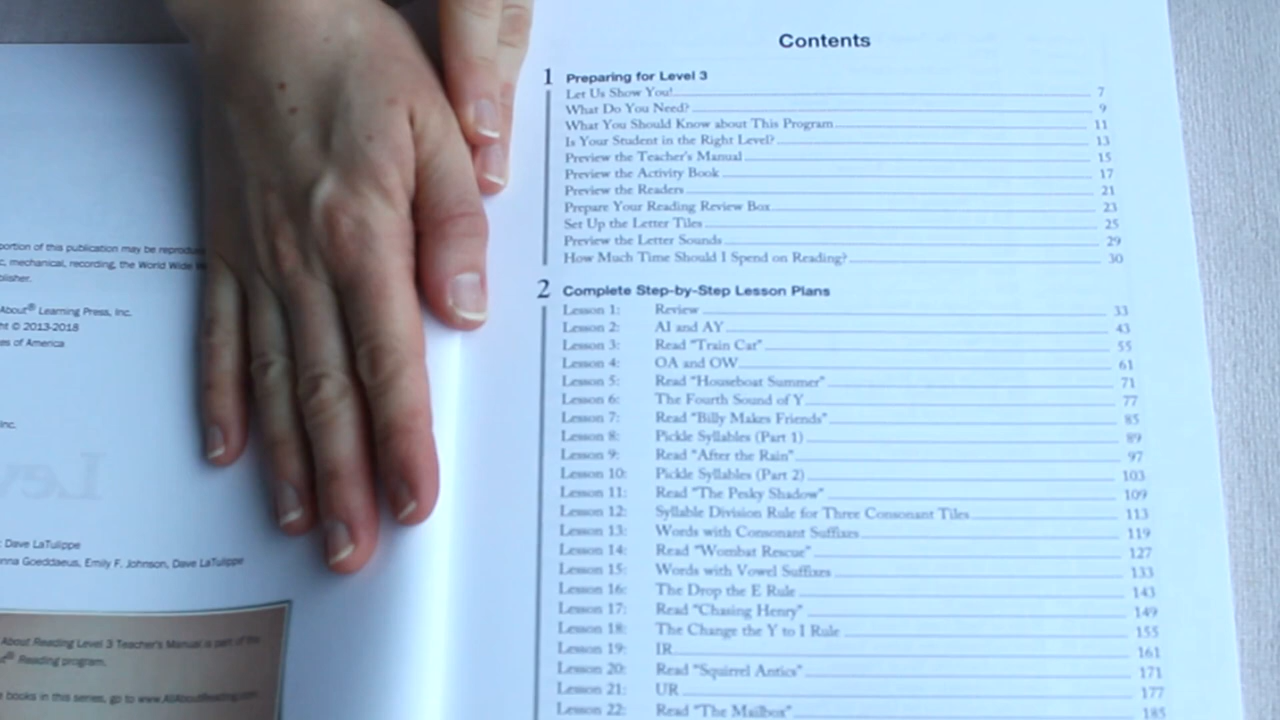 portion of this publication may be reprodu
c, mechanical, recording, the World Wide
blisher.
About® Learning Press, Inc.
ht © 2013-2018
es of America
nc.
Lev
: Dave LaTulippe
nna Goeddaeus, Emily F. Johnson, Dave LaTulippe
About Reading Level 3 Teacher's Manual is part of the
ut® Reading program.
books in this series, go to www.AllAboutReading.com
Contents
1 Preparing for Level 3
Let Us Show You! 7
What Do You Need? 9
What You Should Know about This Program 11
Is Your Student in the Right Level? 13
Preview the Teacher's Manual 15
Preview the Activity Book 17
Preview the Readers 21
Prepare Your Reading Review Box 23
Set Up the Letter Tiles 25
Preview the Letter Sounds 29
How Much Time Should I Spend on Reading? 30
2 Complete Step-by-Step Lesson Plans
Lesson 1: Review 33
Lesson 2: AI and AY 43
Lesson 3: Read "Train Car" 55
Lesson 4: OA and OW 61
Lesson 5: Read "Houseboat Summer" 71
Lesson 6: The Fourth Sound of Y 77
Lesson 7: Read "Billy Makes Friends" 85
Lesson 8: Pickle Syllables (Part 1) 89
Lesson 9: Read "After the Rain" 97
Lesson 10: Pickle Syllables (Part 2) 103
Lesson 11: Read "The Pesky Shadow" 109
Lesson 12: Syllable Division Rule for Three Consonant Tiles 113
Lesson 13: Words with Consonant Suffixes 119
Lesson 14: Read "Wombat Rescue" 127
Lesson 15: Words with Vowel Suffixes 133
Lesson 16: The Drop the E Rule 143
Lesson 17: Read "Chasing Henry" 149
Lesson 18: The Change the Y to I Rule 155
Lesson 19: IR 161
Lesson 20: Read "Squirrel Antics" 171
Lesson 21: UR 177
Lesson 22: Read "The Mailbox" 185